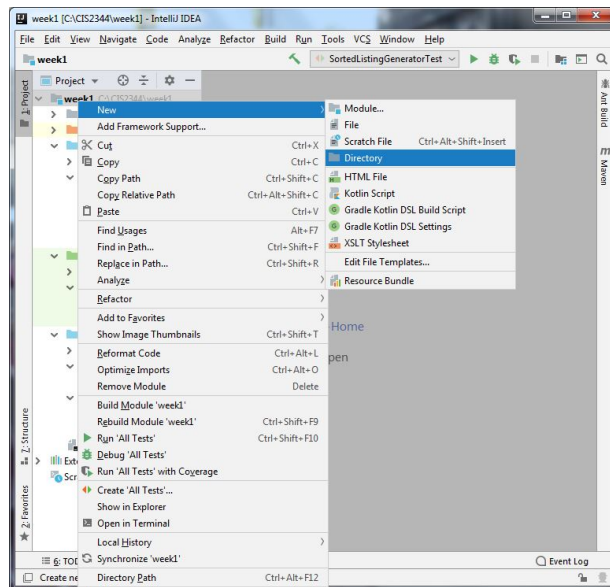 week1 [C:\CIS2344\week1] - IntelliJ IDEA
File Edit View Navigate Code Analyze Refactor Build Run Tools VCS Window Help
week1
SortedListingGeneratorTest
Project
week1 C:\CIS2344\week1
New
Add Framework Support...
Cut Ctrl+X
Copy Ctrl+C
Copy Path Ctrl+Shift+C
Copy Relative Path Ctrl+Alt+Shift+C
Paste Ctrl+V
Find Usages Alt+F7
Find in Path... Ctrl+Shift+F
Replace in Path... Ctrl+Shift+R
Analyze
Refactor
Add to Favorites
Show Image Thumbnails Ctrl+Shift+T
Reformat Code Ctrl+Alt+L
Optimize Imports Ctrl+Alt+O
Remove Module Delete
Build Module 'week1'
Rebuild Module 'week1' Ctrl+Shift+F9
Run 'All Tests' Ctrl+Shift+F10
Debug 'All Tests'
Run 'All Tests' with Coverage
Create 'All Tests'...
Show in Explorer
Open in Terminal
Local History
Synchronize 'week1'
Directory Path Ctrl+Alt+F12
Module...
File
Scratch File Ctrl+Alt+Shift+Insert
Directory
HTML File
Kotlin Script
Gradle Kotlin DSL Build Script
Gradle Kotlin DSL Settings
XSLT Stylesheet
Edit File Templates...
Resource Bundle
Home
pen
1: Project
Z: Structure
2: Favorites
Ant Build
m Maven
Exte
Scr
6: TOD
Event Log
Create ne